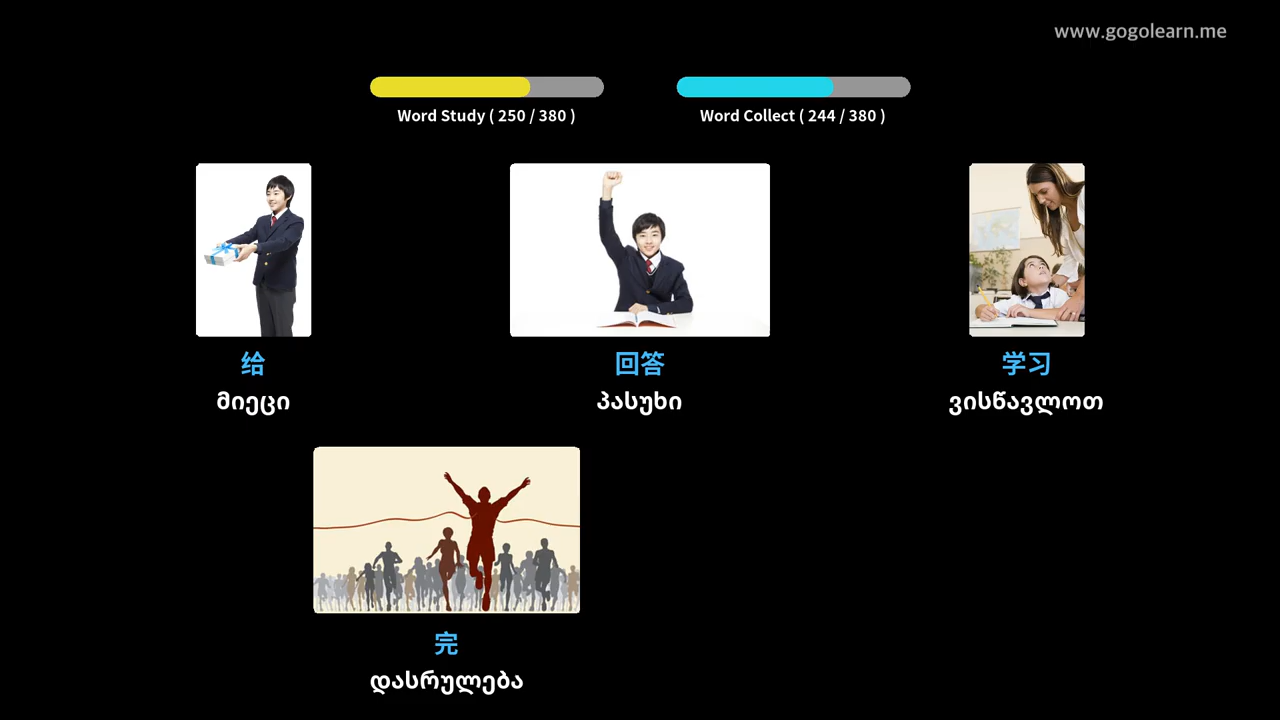 www.gogolearn.me
Word Study ( 250 / 380 )
Word Collect ( 244 / 380 )
给
მიეცი
回答
პასუხი
学习
ვისწავლოთ
完
დასრულება